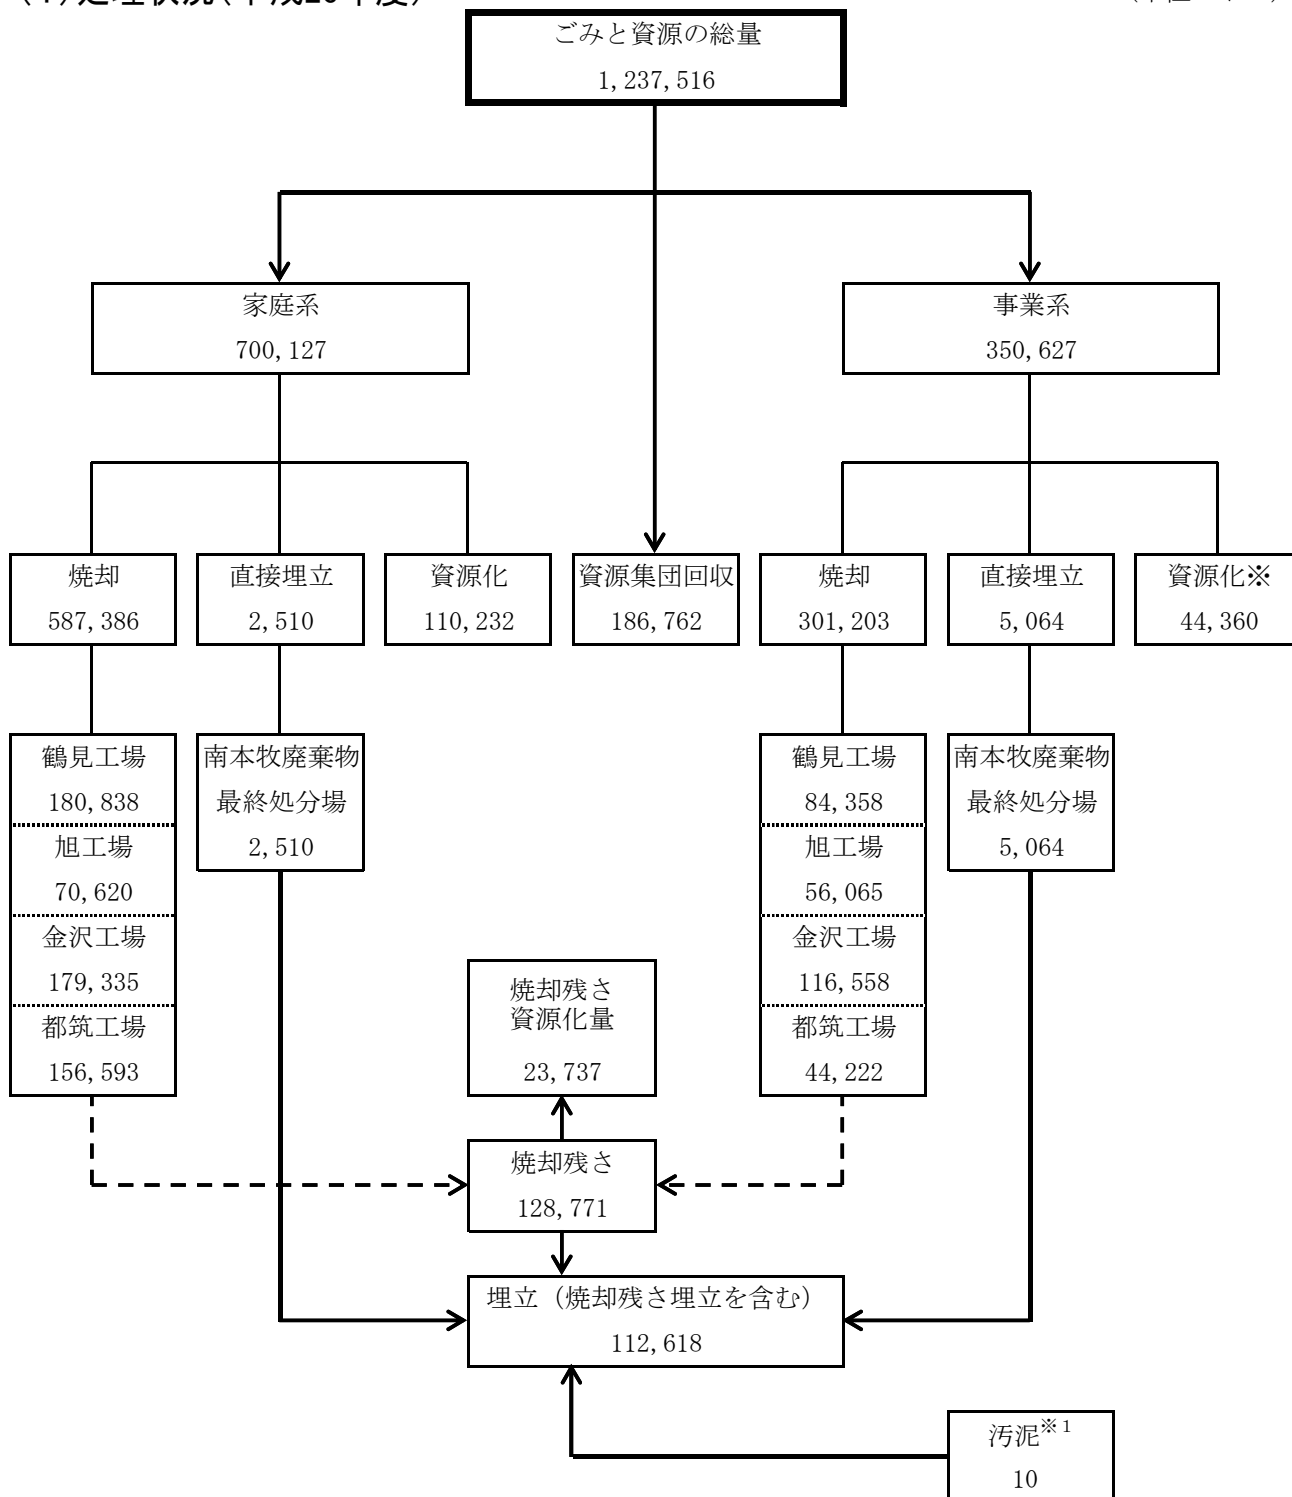 ごみと資源の総量
1,237,516
家庭系
700,127
事業系
350,627
焼却
587,386
直接埋立
2,510
資源化
110,232
資源集団回収
186,762
焼却
301,203
直接埋立
5,064
資源化※
44,360
鶴見工場
180,838
旭工場
70,620
金沢工場
179,335
都筑工場
156,593
南本牧廃棄物
最終処分場
2,510
鶴見工場
84,358
旭工場
56,065
金沢工場
116,558
都筑工場
44,222
南本牧廃棄物
最終処分場
5,064
焼却残さ
資源化量
23,737
焼却残さ
128,771
埋立（焼却残さ埋立を含む）
112,618
汚泥※1
10